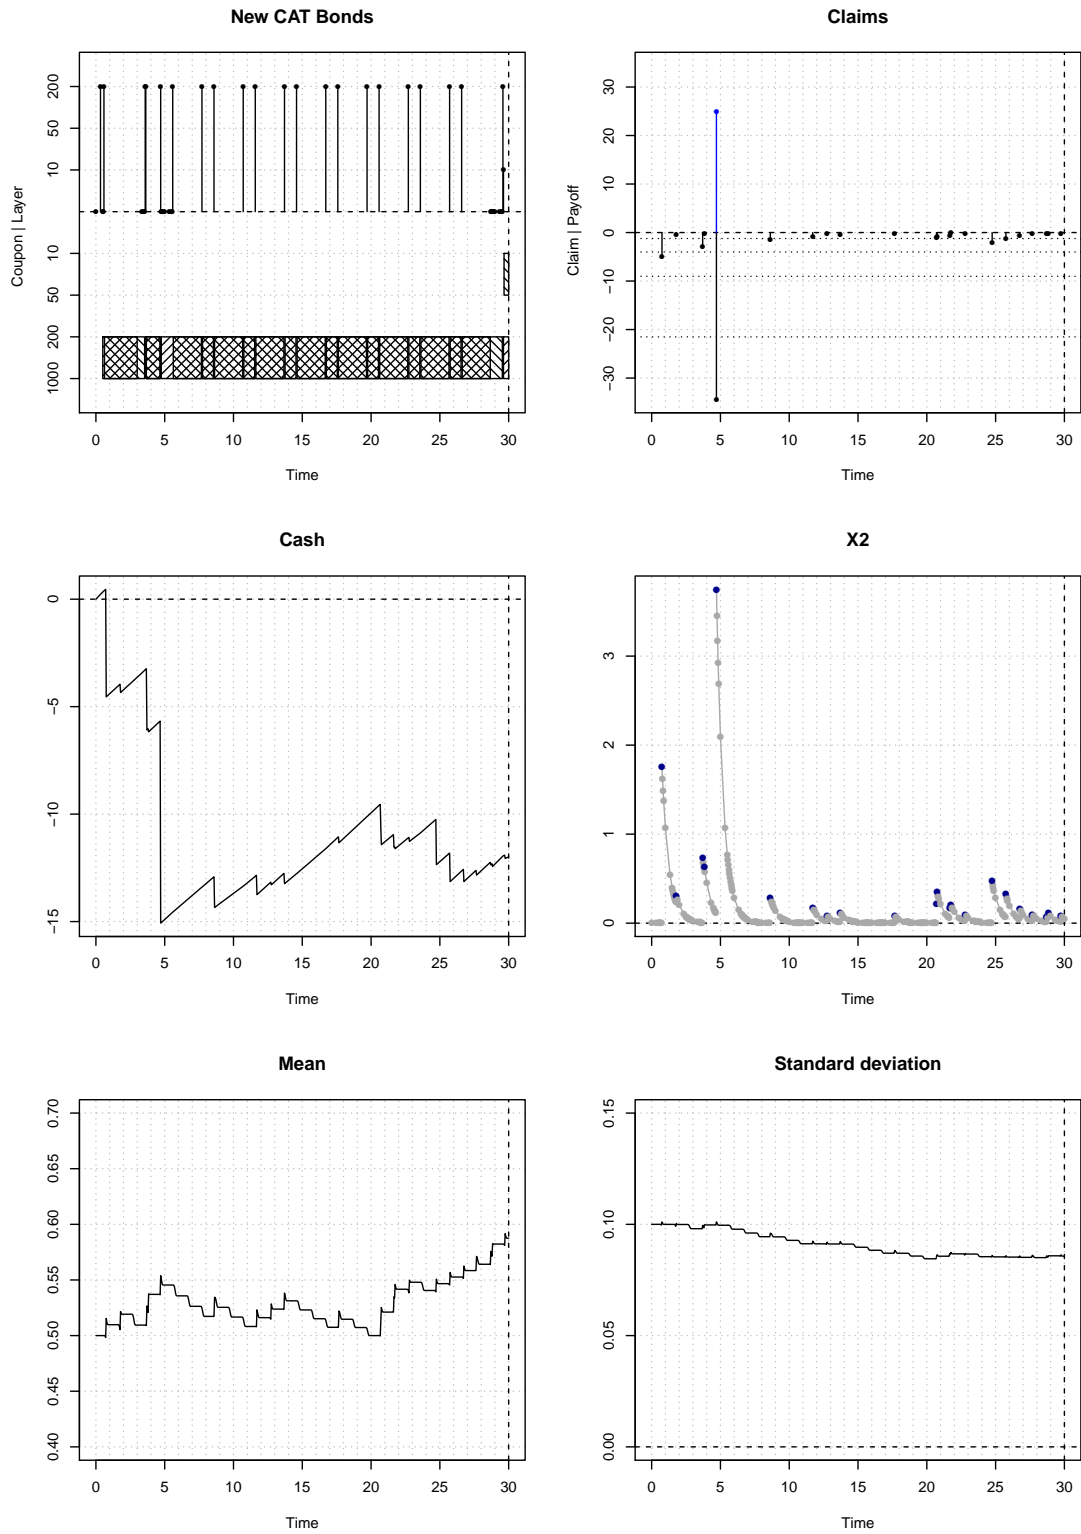 New CAT Bonds
Coupon | Layer
200
50
10
10
50
200
1000
0 5 10 15 20 25 30
Time
Claims
Claim | Payoff
30
20
10
0
−10
−20
−30
0 5 10 15 20 25 30
Time
Cash
0
−5
−10
−15
0 5 10 15 20 25 30
Time
X2
3
2
1
0
0 5 10 15 20 25 30
Time
Mean
0.70
0.65
0.60
0.55
0.50
0.45
0.40
0 5 10 15 20 25 30
Time
Standard deviation
0.15
0.10
0.05
0.00
0 5 10 15 20 25 30
Time